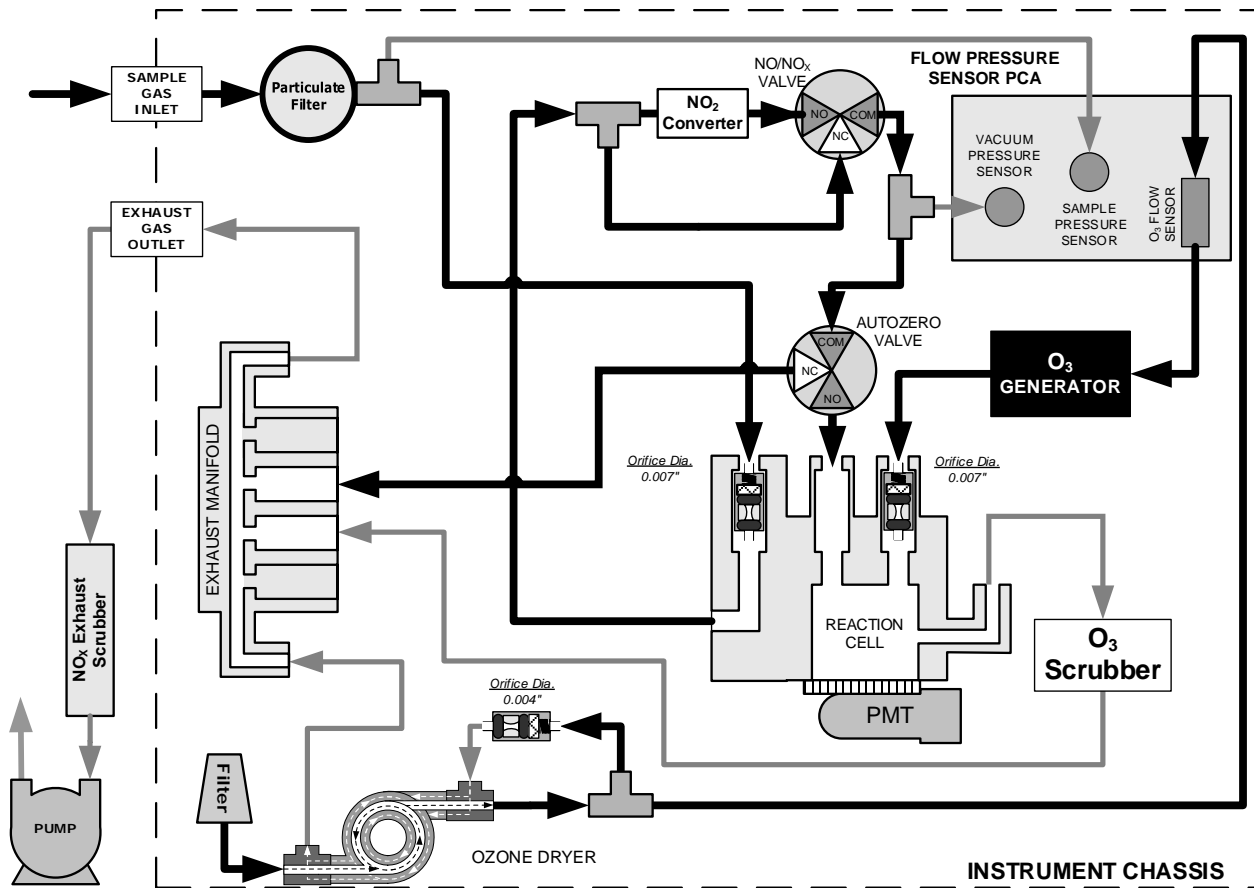 SAMPLE
GAS
INLET
Particulate
Filter
NO/NOX
VALVE
FLOW PRESSURE
SENSOR PCA
NO2
Converter
NO
COM
NC
VACUUM
PRESSURE
SENSOR
SAMPLE
PRESSURE
SENSOR
O3 FLOW
SENSOR
EXHAUST
GAS
OUTLET
AUTOZERO
VALVE
COM
NC
NO
O3
GENERATOR
Orifice Dia.
0.007"
Orifice Dia.
0.007"
EXHAUST MANIFOLD
NOX Exhaust
Scrubber
REACTION
CELL
O3
Scrubber
PMT
Orifice Dia.
0.004"
Filter
PUMP
OZONE DRYER
INSTRUMENT CHASSIS